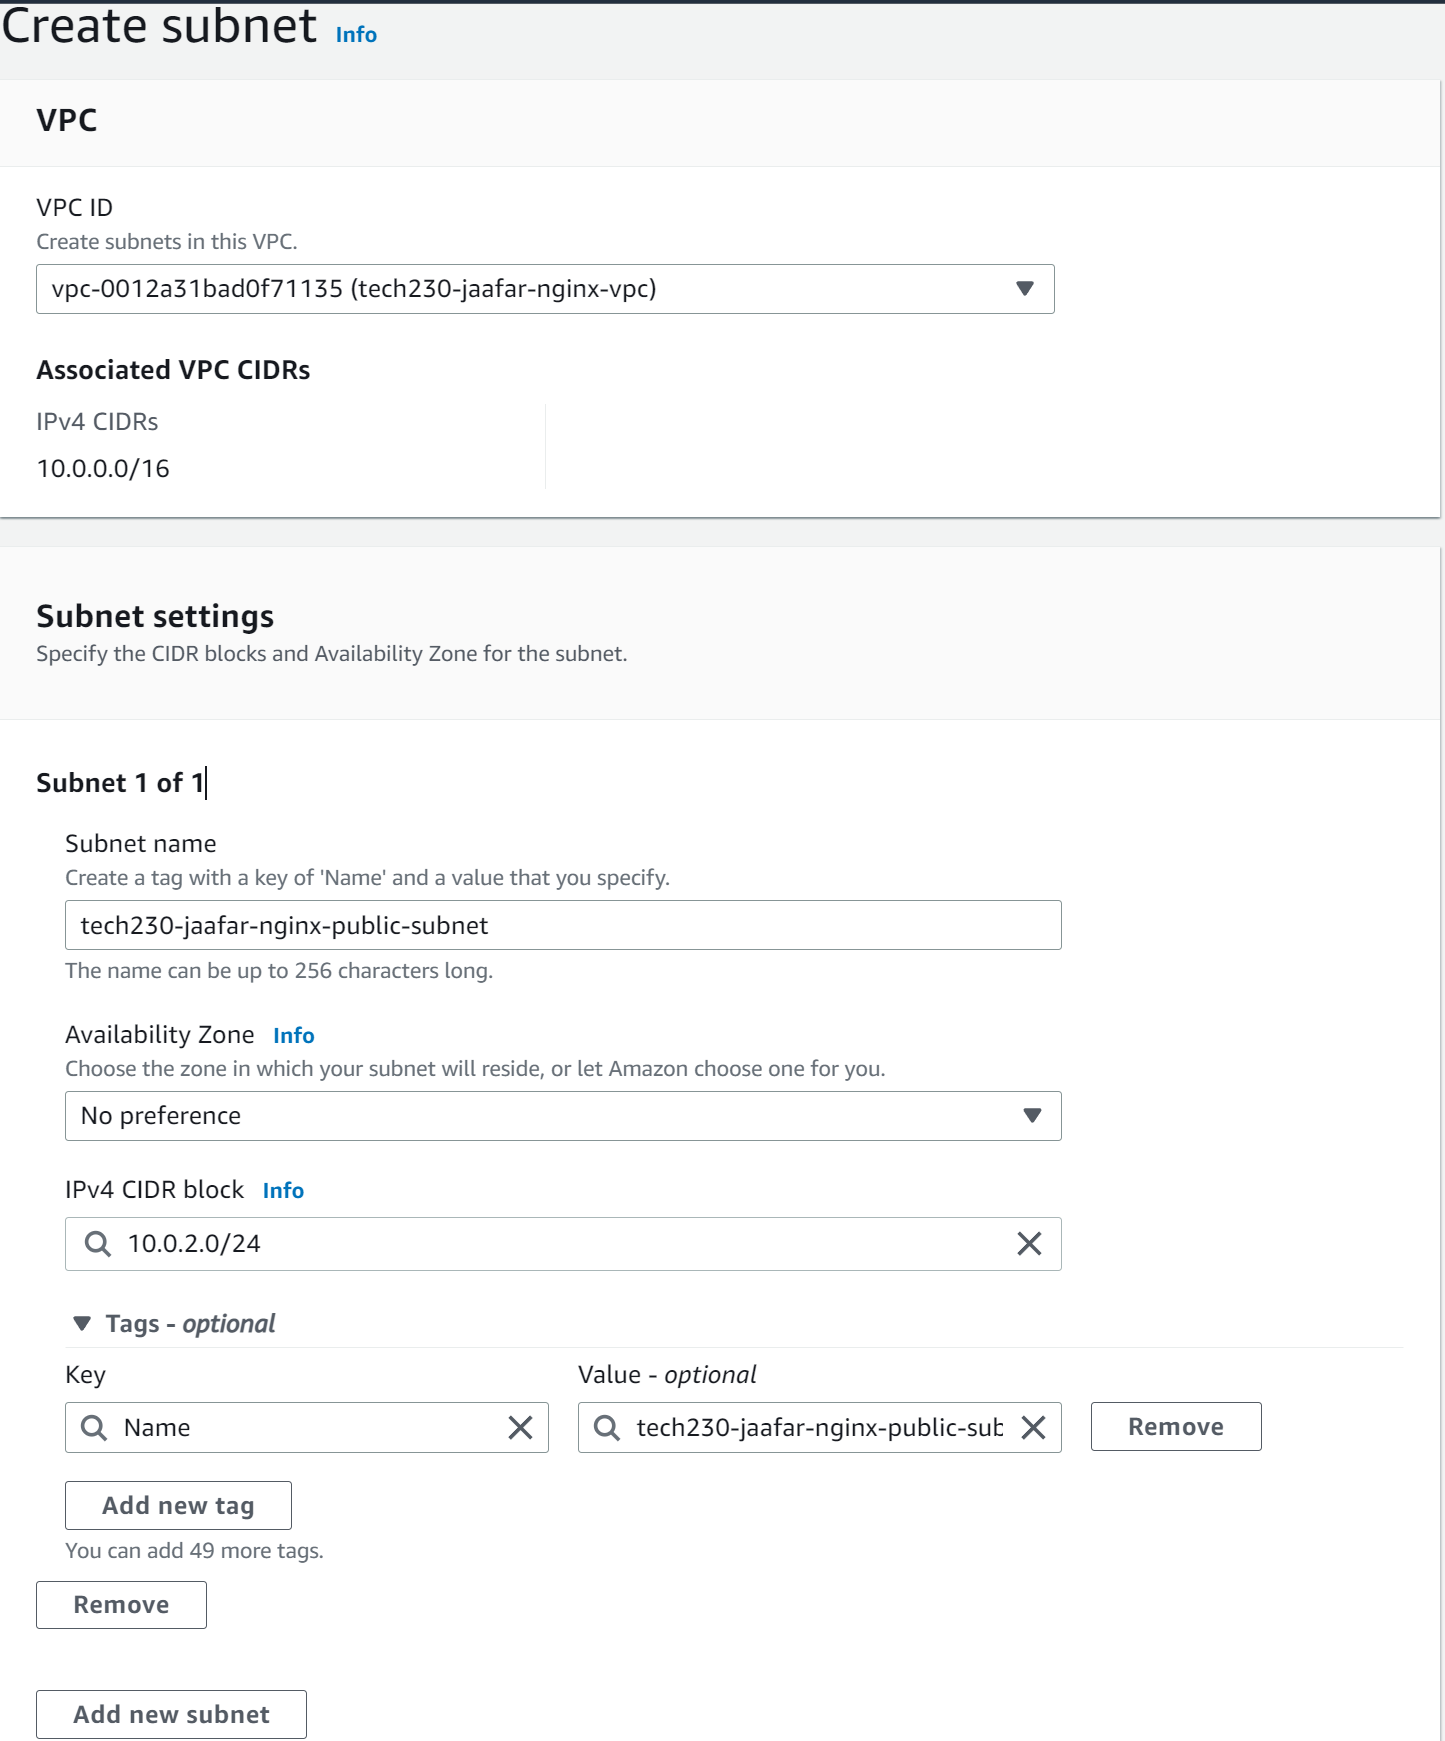 Create subnet Info
VPC
VPC ID
Create subnets in this VPC.
vpc-0012a31bad0f71135 (tech230-jaafar-nginx-vpc)
Associated VPC CIDRs
IPv4 CIDRs
10.0.0.0/16
Subnet settings
Specify the CIDR blocks and Availability Zone for the subnet.
Subnet 1 of 1
Subnet name
Create a tag with a key of 'Name' and a value that you specify.
tech230-jaafar-nginx-public-subnet
The name can be up to 256 characters long.
Availability Zone Info
Choose the zone in which your subnet will reside, or let Amazon choose one for you.
No preference
IPv4 CIDR block Info
10.0.2.0/24
Tags - optional
Key Value - optional
Name tech230-jaafar-nginx-public-sub Remove
Add new tag
You can add 49 more tags.
Remove
Add new subnet